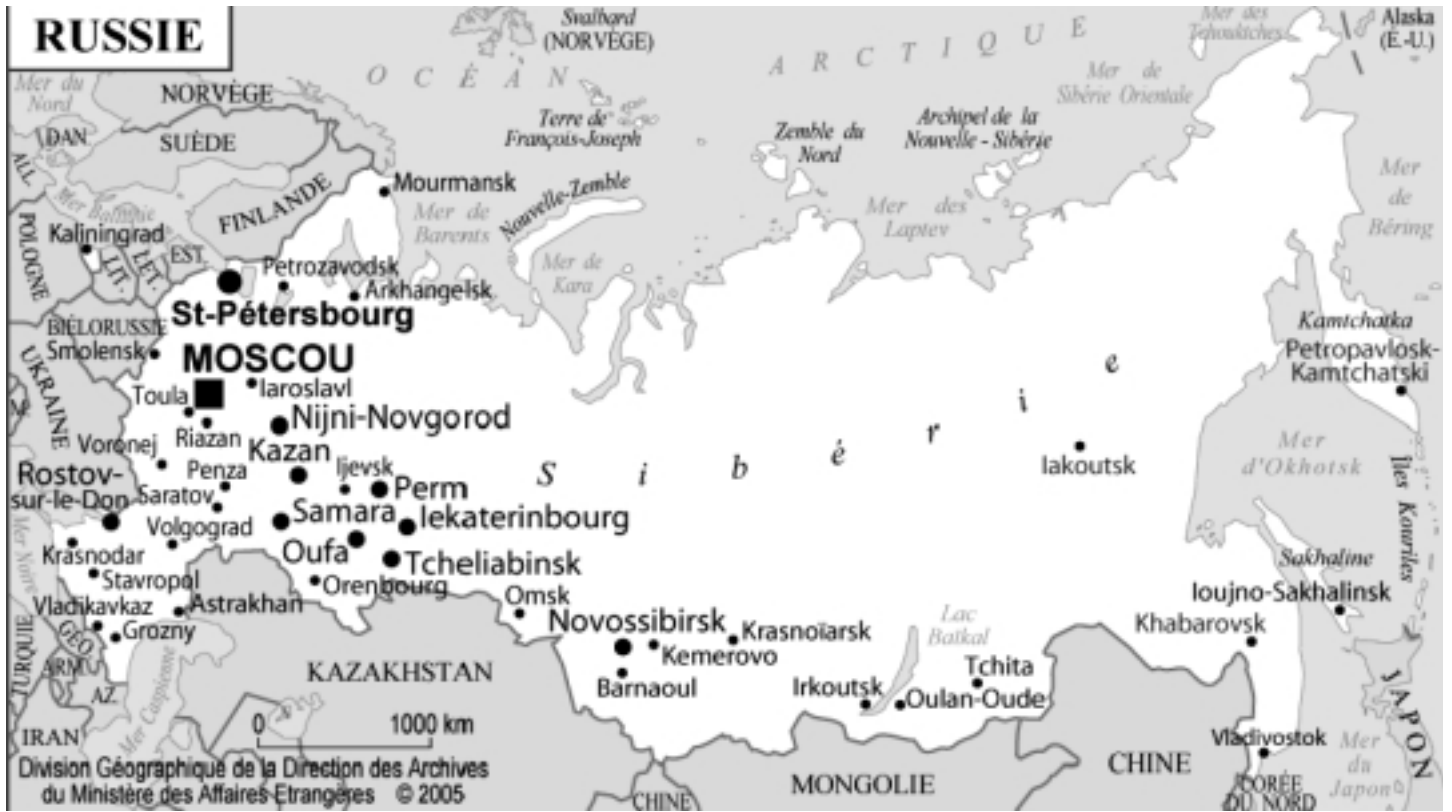 RUSSIE
Svalbard
(NORVÈGE)
Mer des
Tchouktches
Alaska
(É.-U.)
OCÉAN ARCTIQUE
Mer du
Nord
NORVÈGE
Mer de
Sibérie Orientale
Terre de
François-Joseph
Zemble du
Nord
Archipel de la
Nouvelle - Sibérie
DAN.
SUÈDE
ALL.
Mer Baltique
FINLANDE
Mourmansk
Nouvelle-Zemble
Mer de
Barents
Mer des
Laptev
Mer
de
Béring
POLOGNE
Kaliningrad
LIT.
LET.
EST.
Mer de
Kara
Petrozavodsk
Arkhangelsk
St-Pétersbourg
BIÉLORUSSIE
Smolensk
MOSCOU
Kamtchatka
Petropavlosk-
Kamtchatski
UKRAINE
M.
Toula
Iaroslavl
Riazan
Nijni-Novgorod
Voronej
Kazan
Penza
Ijevsk
Perm
Sibérie
Iakoutsk
Mer
d'Okhotsk
Îles Kouriles
Rostov-
sur-le-Don
Saratov
Samara
Iekaterinbourg
Volgograd
Oufa
Tcheliabinsk
Mer Noire
Krasnodar
Stavropol
Orenbourg
Omsk
Sakhaline
Ioujno-Sakhalinsk
Vladikavkaz
Astrakhan
Grozny
Novossibirsk
Krasnoïarsk
Kemerovo
Barnaoul
Lac
Baïkal
Khabarovsk
Tchita
Irkoutsk
Oulan-Oude
TURQUIE
GÉO.
ARM.
AZ.
Mer Caspienne
KAZAKHSTAN
JAPON
IRAN
0 1000 km
Vladivostok
Mer
du
Japon
CHINE
MONGOLIE
CHINE
CORÉE
DU NORD
Division Géographique de la Direction des Archives
du Ministère des Affaires Etrangères © 2005